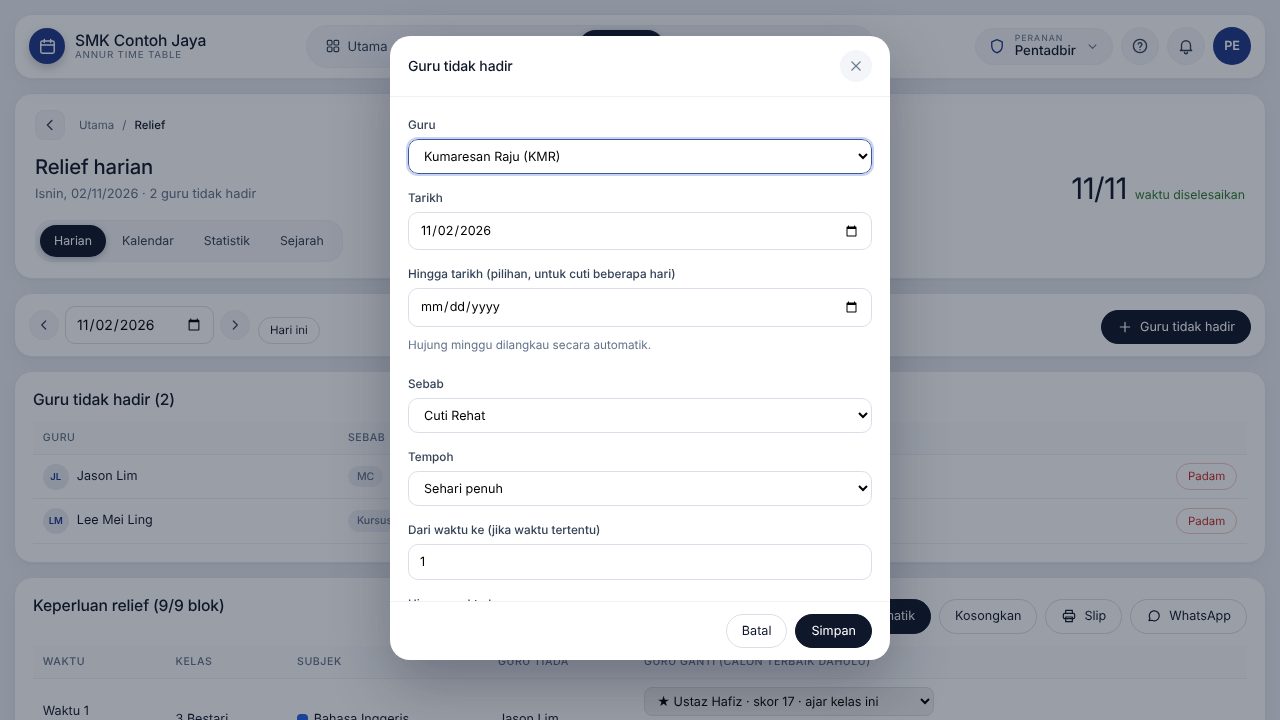 SMK Contoh Jaya
ANNUR TIME TABLE
Utama
PERANAN
Pentadbir
PE
Utama / Relief
Relief harian
Isnin, 02/11/2026 · 2 guru tidak hadir
11/11 waktu diselesaikan
Harian Kalendar Statistik Sejarah
11/02/2026
Hari ini
Guru tidak hadir
Guru tidak hadir (2)
GURU SEBAB
JL Jason Lim MC Padam
LM Lee Mei Ling Kursus Padam
Keperluan relief (9/9 blok)
Kosongkan Slip WhatsApp
WAKTU KELAS SUBJEK GURU TIADA GURU GANTI (CALON TERBAIK DAHULU)
Waktu 1 3 Bestari Bahasa Inggeris Jason Lim ★ Ustaz Hafiz · skor 17 · ajar kelas ini
Guru tidak hadir
Guru
Kumaresan Raju (KMR)
Tarikh
11/02/2026
Hingga tarikh (pilihan, untuk cuti beberapa hari)
mm/dd/yyyy
Hujung minggu dilangkau secara automatik.
Sebab
Cuti Rehat
Tempoh
Sehari penuh
Dari waktu ke (jika waktu tertentu)
1
Batal Simpan